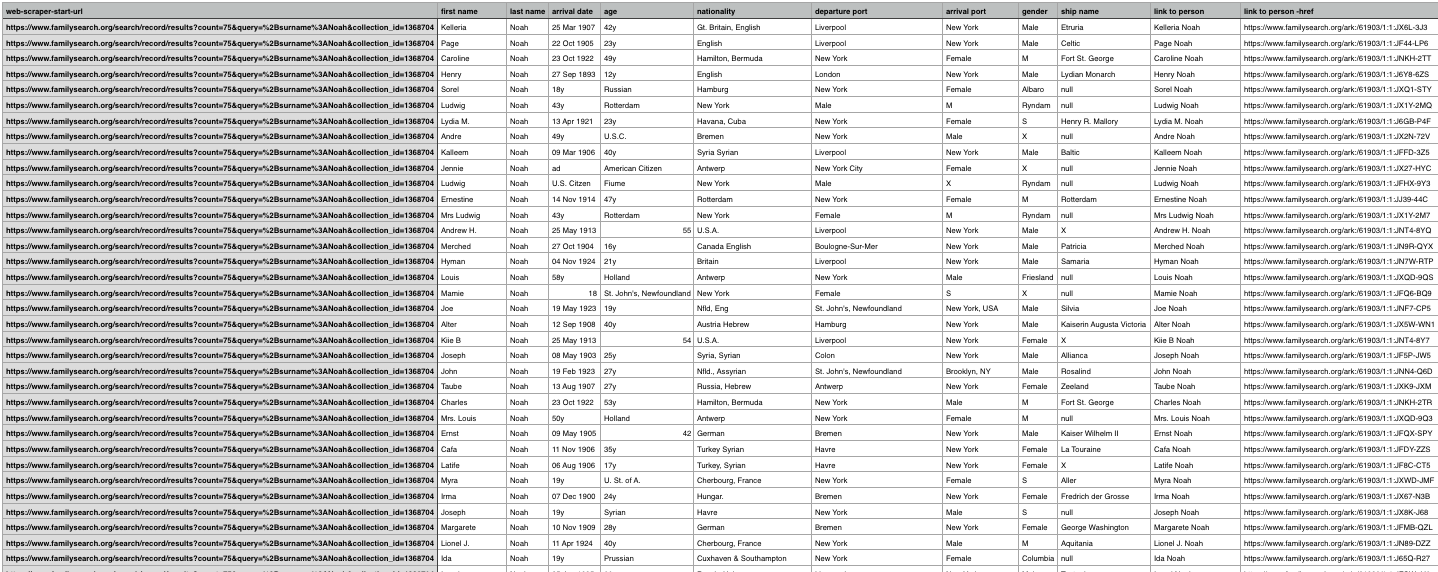 web-scraper-start-url first name last name arrival date age nationality departure port arrival port gender ship name link to person link to person -href
https://www.familysearch.org/search/record/results?count=75&query=%2Bsurname%3ANoah&collection_id=1368704 Kelleria Noah 25 Mar 1907 42y Gt. Britain, English Liverpool New York Male Etruria Kelleria Noah https://www.familysearch.org/ark:/61903/1:1:JX6L-3J3
https://www.familysearch.org/search/record/results?count=75&query=%2Bsurname%3ANoah&collection_id=1368704 Page Noah 22 Oct 1905 23y English Liverpool New York Male Celtic Page Noah https://www.familysearch.org/ark:/61903/1:1:JF44-LP6
https://www.familysearch.org/search/record/results?count=75&query=%2Bsurname%3ANoah&collection_id=1368704 Caroline Noah 23 Oct 1922 49y Hamilton, Bermuda New York Female M Fort St. George Caroline Noah https://www.familysearch.org/ark:/61903/1:1:JNKH-2TT
https://www.familysearch.org/search/record/results?count=75&query=%2Bsurname%3ANoah&collection_id=1368704 Henry Noah 27 Sep 1893 12y English London New York Male Lydian Monarch Henry Noah https://www.familysearch.org/ark:/61903/1:1:J6Y8-6ZS
https://www.familysearch.org/search/record/results?count=75&query=%2Bsurname%3ANoah&collection_id=1368704 Sorel Noah 18y Russian Hamburg New York Female Albaro null Sorel Noah https://www.familysearch.org/ark:/61903/1:1:JXQ1-STY
https://www.familysearch.org/search/record/results?count=75&query=%2Bsurname%3ANoah&collection_id=1368704 Ludwig Noah 43y Rotterdam New York Male M Ryndam null Ludwig Noah https://www.familysearch.org/ark:/61903/1:1:JX1Y-2MQ
https://www.familysearch.org/search/record/results?count=75&query=%2Bsurname%3ANoah&collection_id=1368704 Lydia M. Noah 13 Apr 1921 23y Havana, Cuba New York Female S Henry R. Mallory Lydia M. Noah https://www.familysearch.org/ark:/61903/1:1:J6GB-P4F
https://www.familysearch.org/search/record/results?count=75&query=%2Bsurname%3ANoah&collection_id=1368704 Andre Noah 49y U.S.C. Bremen New York Male X null Andre Noah https://www.familysearch.org/ark:/61903/1:1:JX2N-72V
https://www.familysearch.org/search/record/results?count=75&query=%2Bsurname%3ANoah&collection_id=1368704 Kalleem Noah 09 Mar 1906 40y Syria Syrian Liverpool New York Male Baltic Kalleem Noah https://www.familysearch.org/ark:/61903/1:1:JFFD-3Z5
https://www.familysearch.org/search/record/results?count=75&query=%2Bsurname%3ANoah&collection_id=1368704 Jennie Noah ad American Citizen Antwerp New York City Female X null Jennie Noah https://www.familysearch.org/ark:/61903/1:1:JX27-HYC
https://www.familysearch.org/search/record/results?count=75&query=%2Bsurname%3ANoah&collection_id=1368704 Ludwig Noah U.S. Citzen Fiume New York Male X Ryndam null Ludwig Noah https://www.familysearch.org/ark:/61903/1:1:JFHX-9Y3
https://www.familysearch.org/search/record/results?count=75&query=%2Bsurname%3ANoah&collection_id=1368704 Ernestine Noah 14 Nov 1914 47y Rotterdam New York Female M Rotterdam Ernestine Noah https://www.familysearch.org/ark:/61903/1:1:JJ39-44C
https://www.familysearch.org/search/record/results?count=75&query=%2Bsurname%3ANoah&collection_id=1368704 Mrs Ludwig Noah 43y Rotterdam New York Female M Ryndam null Mrs Ludwig Noah https://www.familysearch.org/ark:/61903/1:1:JX1Y-2M7
https://www.familysearch.org/search/record/results?count=75&query=%2Bsurname%3ANoah&collection_id=1368704 Andrew H. Noah 25 May 1913 55 U.S.A. Liverpool New York Male X Andrew H. Noah https://www.familysearch.org/ark:/61903/1:1:JNT4-8YQ
https://www.familysearch.org/search/record/results?count=75&query=%2Bsurname%3ANoah&collection_id=1368704 Merched Noah 27 Oct 1904 16y Canada English Boulogne-Sur-Mer New York Male Patricia Merched Noah https://www.familysearch.org/ark:/61903/1:1:JN9R-QYX
https://www.familysearch.org/search/record/results?count=75&query=%2Bsurname%3ANoah&collection_id=1368704 Hyman Noah 04 Nov 1924 21y Britain Liverpool New York Male Samaria Hyman Noah https://www.familysearch.org/ark:/61903/1:1:JN7W-RTP
https://www.familysearch.org/search/record/results?count=75&query=%2Bsurname%3ANoah&collection_id=1368704 Louis Noah 58y Holland Antwerp New York Male Friesland null Louis Noah https://www.familysearch.org/ark:/61903/1:1:JXQD-9QS
https://www.familysearch.org/search/record/results?count=75&query=%2Bsurname%3ANoah&collection_id=1368704 Mamie Noah 18 St. John's, Newfoundland New York Female S X null Mamie Noah https://www.familysearch.org/ark:/61903/1:1:JFQ6-BQ9
https://www.familysearch.org/search/record/results?count=75&query=%2Bsurname%3ANoah&collection_id=1368704 Joe Noah 19 May 1923 19y Nfld, Eng St. John's, Newfoundland New York, USA Male Silvia Joe Noah https://www.familysearch.org/ark:/61903/1:1:JNF7-CP5
https://www.familysearch.org/search/record/results?count=75&query=%2Bsurname%3ANoah&collection_id=1368704 Alter Noah 12 Sep 1908 40y Austria Hebrew Hamburg New York Male Kaiserin Augusta Victoria Alter Noah https://www.familysearch.org/ark:/61903/1:1:JX5W-WN1
https://www.familysearch.org/search/record/results?count=75&query=%2Bsurname%3ANoah&collection_id=1368704 Kiie B Noah 25 May 1913 54 U.S.A. Liverpool New York Female X Kiie B Noah https://www.familysearch.org/ark:/61903/1:1:JNT4-8Y7
https://www.familysearch.org/search/record/results?count=75&query=%2Bsurname%3ANoah&collection_id=1368704 Joseph Noah 08 May 1903 25y Syria, Syrian Colon New York Male Allianca Joseph Noah https://www.familysearch.org/ark:/61903/1:1:JF5P-JW5
https://www.familysearch.org/search/record/results?count=75&query=%2Bsurname%3ANoah&collection_id=1368704 John Noah 19 Feb 1923 27y Nfld., Assyrian St. John's, Newfoundland Brooklyn, NY Male Rosalind John Noah https://www.familysearch.org/ark:/61903/1:1:JNN4-Q6D
https://www.familysearch.org/search/record/results?count=75&query=%2Bsurname%3ANoah&collection_id=1368704 Taube Noah 13 Aug 1907 27y Russia, Hebrew Antwerp New York Female Zeeland Taube Noah https://www.familysearch.org/ark:/61903/1:1:JXK9-JXM
https://www.familysearch.org/search/record/results?count=75&query=%2Bsurname%3ANoah&collection_id=1368704 Charles Noah 23 Oct 1922 53y Hamilton, Bermuda New York Male M Fort St. George Charles Noah https://www.familysearch.org/ark:/61903/1:1:JNKH-2TR
https://www.familysearch.org/search/record/results?count=75&query=%2Bsurname%3ANoah&collection_id=1368704 Mrs. Louis Noah 50y Holland Antwerp New York Female M null Mrs. Louis Noah https://www.familysearch.org/ark:/61903/1:1:JXQD-9Q3
https://www.familysearch.org/search/record/results?count=75&query=%2Bsurname%3ANoah&collection_id=1368704 Ernst Noah 09 May 1905 42 German Bremen New York Male Kaiser Wilhelm II Ernst Noah https://www.familysearch.org/ark:/61903/1:1:JFQX-SPY
https://www.familysearch.org/search/record/results?count=75&query=%2Bsurname%3ANoah&collection_id=1368704 Cafa Noah 11 Nov 1906 35y Turkey Syrian Havre New York Female La Touraine Cafa Noah https://www.familysearch.org/ark:/61903/1:1:JFDY-ZZS
https://www.familysearch.org/search/record/results?count=75&query=%2Bsurname%3ANoah&collection_id=1368704 Latife Noah 06 Aug 1906 17y Turkey, Syrian Havre New York Female X Latife Noah https://www.familysearch.org/ark:/61903/1:1:JF8C-CT5
https://www.familysearch.org/search/record/results?count=75&query=%2Bsurname%3ANoah&collection_id=1368704 Myra Noah 19y U. St. of A. Cherbourg, France New York Female S Aller Myra Noah https://www.familysearch.org/ark:/61903/1:1:JXWD-JMF
https://www.familysearch.org/search/record/results?count=75&query=%2Bsurname%3ANoah&collection_id=1368704 Irma Noah 07 Dec 1900 24y Hungar. Bremen New York Female Fredrich der Grosse Irma Noah https://www.familysearch.org/ark:/61903/1:1:JX67-N3B
https://www.familysearch.org/search/record/results?count=75&query=%2Bsurname%3ANoah&collection_id=1368704 Joseph Noah 19y Syrian Havre New York Male S null Joseph Noah https://www.familysearch.org/ark:/61903/1:1:JX8K-J68
https://www.familysearch.org/search/record/results?count=75&query=%2Bsurname%3ANoah&collection_id=1368704 Margarete Noah 10 Nov 1909 28y German Bremen New York Female George Washington Margarete Noah https://www.familysearch.org/ark:/61903/1:1:JFMB-QZL
https://www.familysearch.org/search/record/results?count=75&query=%2Bsurname%3ANoah&collection_id=1368704 Lionel J. Noah 11 Apr 1924 40y Cherbourg, France New York Male M Aquitania Lionel J. Noah https://www.familysearch.org/ark:/61903/1:1:JN89-DZZ
https://www.familysearch.org/search/record/results?count=75&query=%2Bsurname%3ANoah&collection_id=1368704 Ida Noah 19y Prussian Cuxhaven & Southampton New York Female Columbia null Ida Noah https://www.familysearch.org/ark:/61903/1:1:J65Q-R27